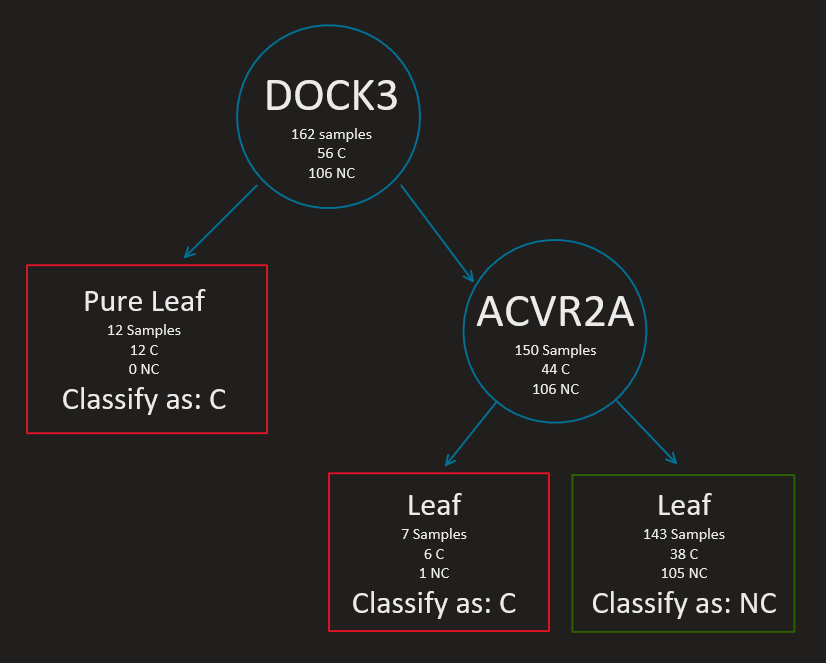 DOCK3
162 samples
56 C
106 NC
Pure Leaf
12 Samples
12 C
0 NC
Classify as: C
ACVR2A
150 Samples
44 C
106 NC
Leaf
7 Samples
6 C
1 NC
Classify as: C
Leaf
143 Samples
38 C
105 NC
Classify as: NC